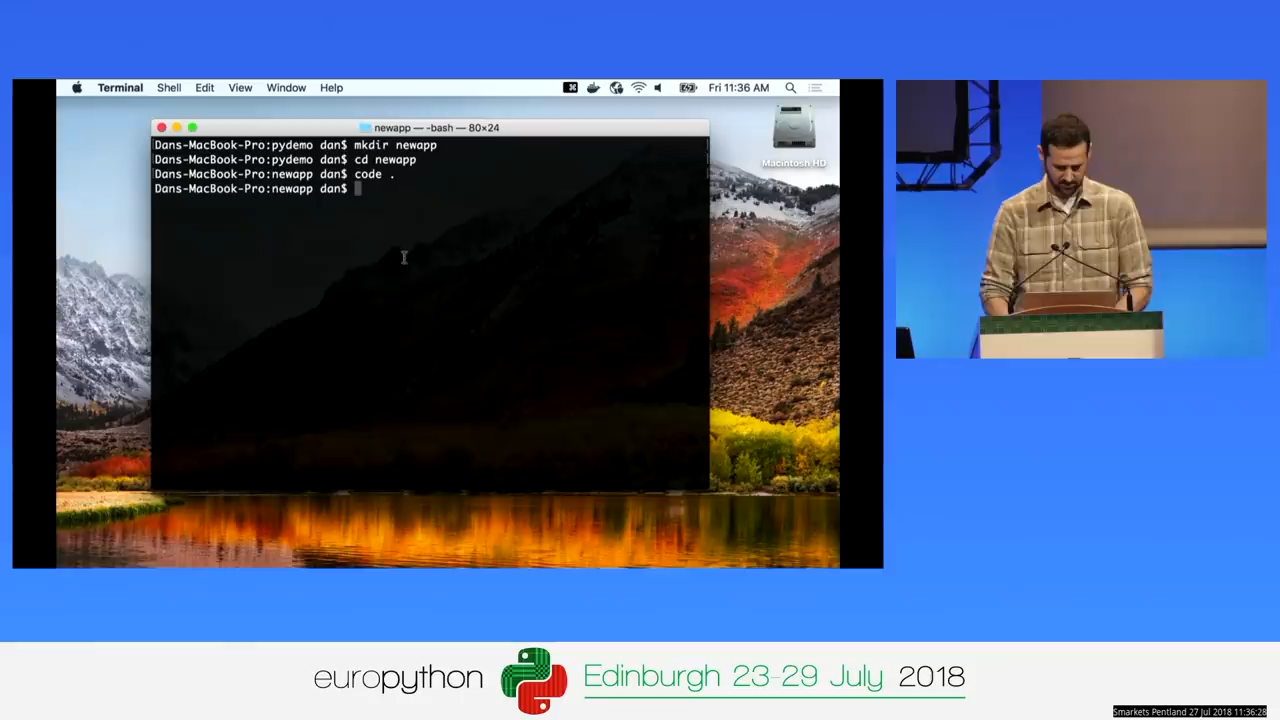 Terminal Shell Edit View Window Help Fri 11:36 AM
newapp — -bash — 80×24
Macintosh HD
Dans-MacBook-Pro:pydemo dan$ mkdir newapp
Dans-MacBook-Pro:pydemo dan$ cd newapp
Dans-MacBook-Pro:newapp dan$ code .
Dans-MacBook-Pro:newapp dan$
europython Edinburgh 23-29 July 2018
Smarkets Pentland 27 Jul 2018 11:36:28